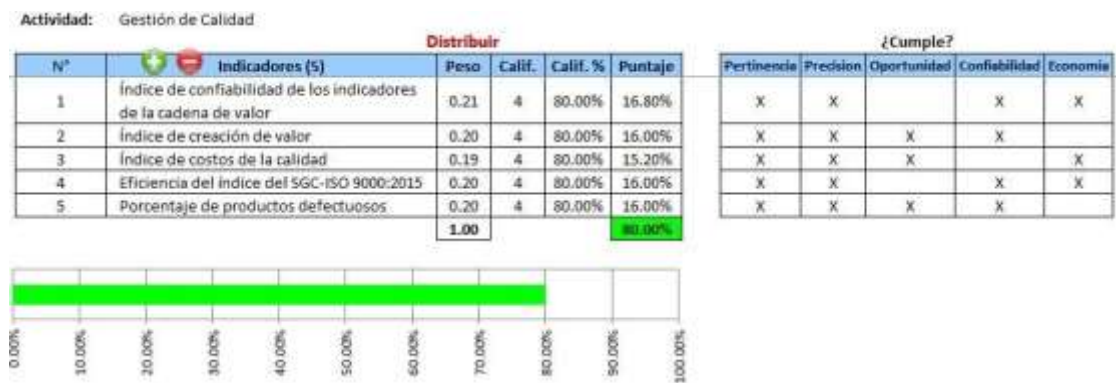 Actividad: Gestión de Calidad
Distribuir ¿Cumple?
N° Indicadores (5) Peso Calif. Calif. % Puntaje Pertinencia Precision Oportunidad Confiabilidad Economia
1 Índice de confiabilidad de los indicadores de la cadena de valor 0.21 4 80.00% 16.80% X X X X
2 Índice de creación de valor 0.20 4 80.00% 16.00% X X X X
3 Índice de costos de la calidad 0.19 4 80.00% 15.20% X X X X
4 Eficiencia del índice del SGC-ISO 9000:2015 0.20 4 80.00% 16.00% X X X X
5 Porcentaje de productos defectuosos 0.20 4 80.00% 16.00% X X X X
1.00 80.00%
0.00% 10.00% 20.00% 30.00% 40.00% 50.00% 60.00% 70.00% 80.00% 90.00% 100.00%